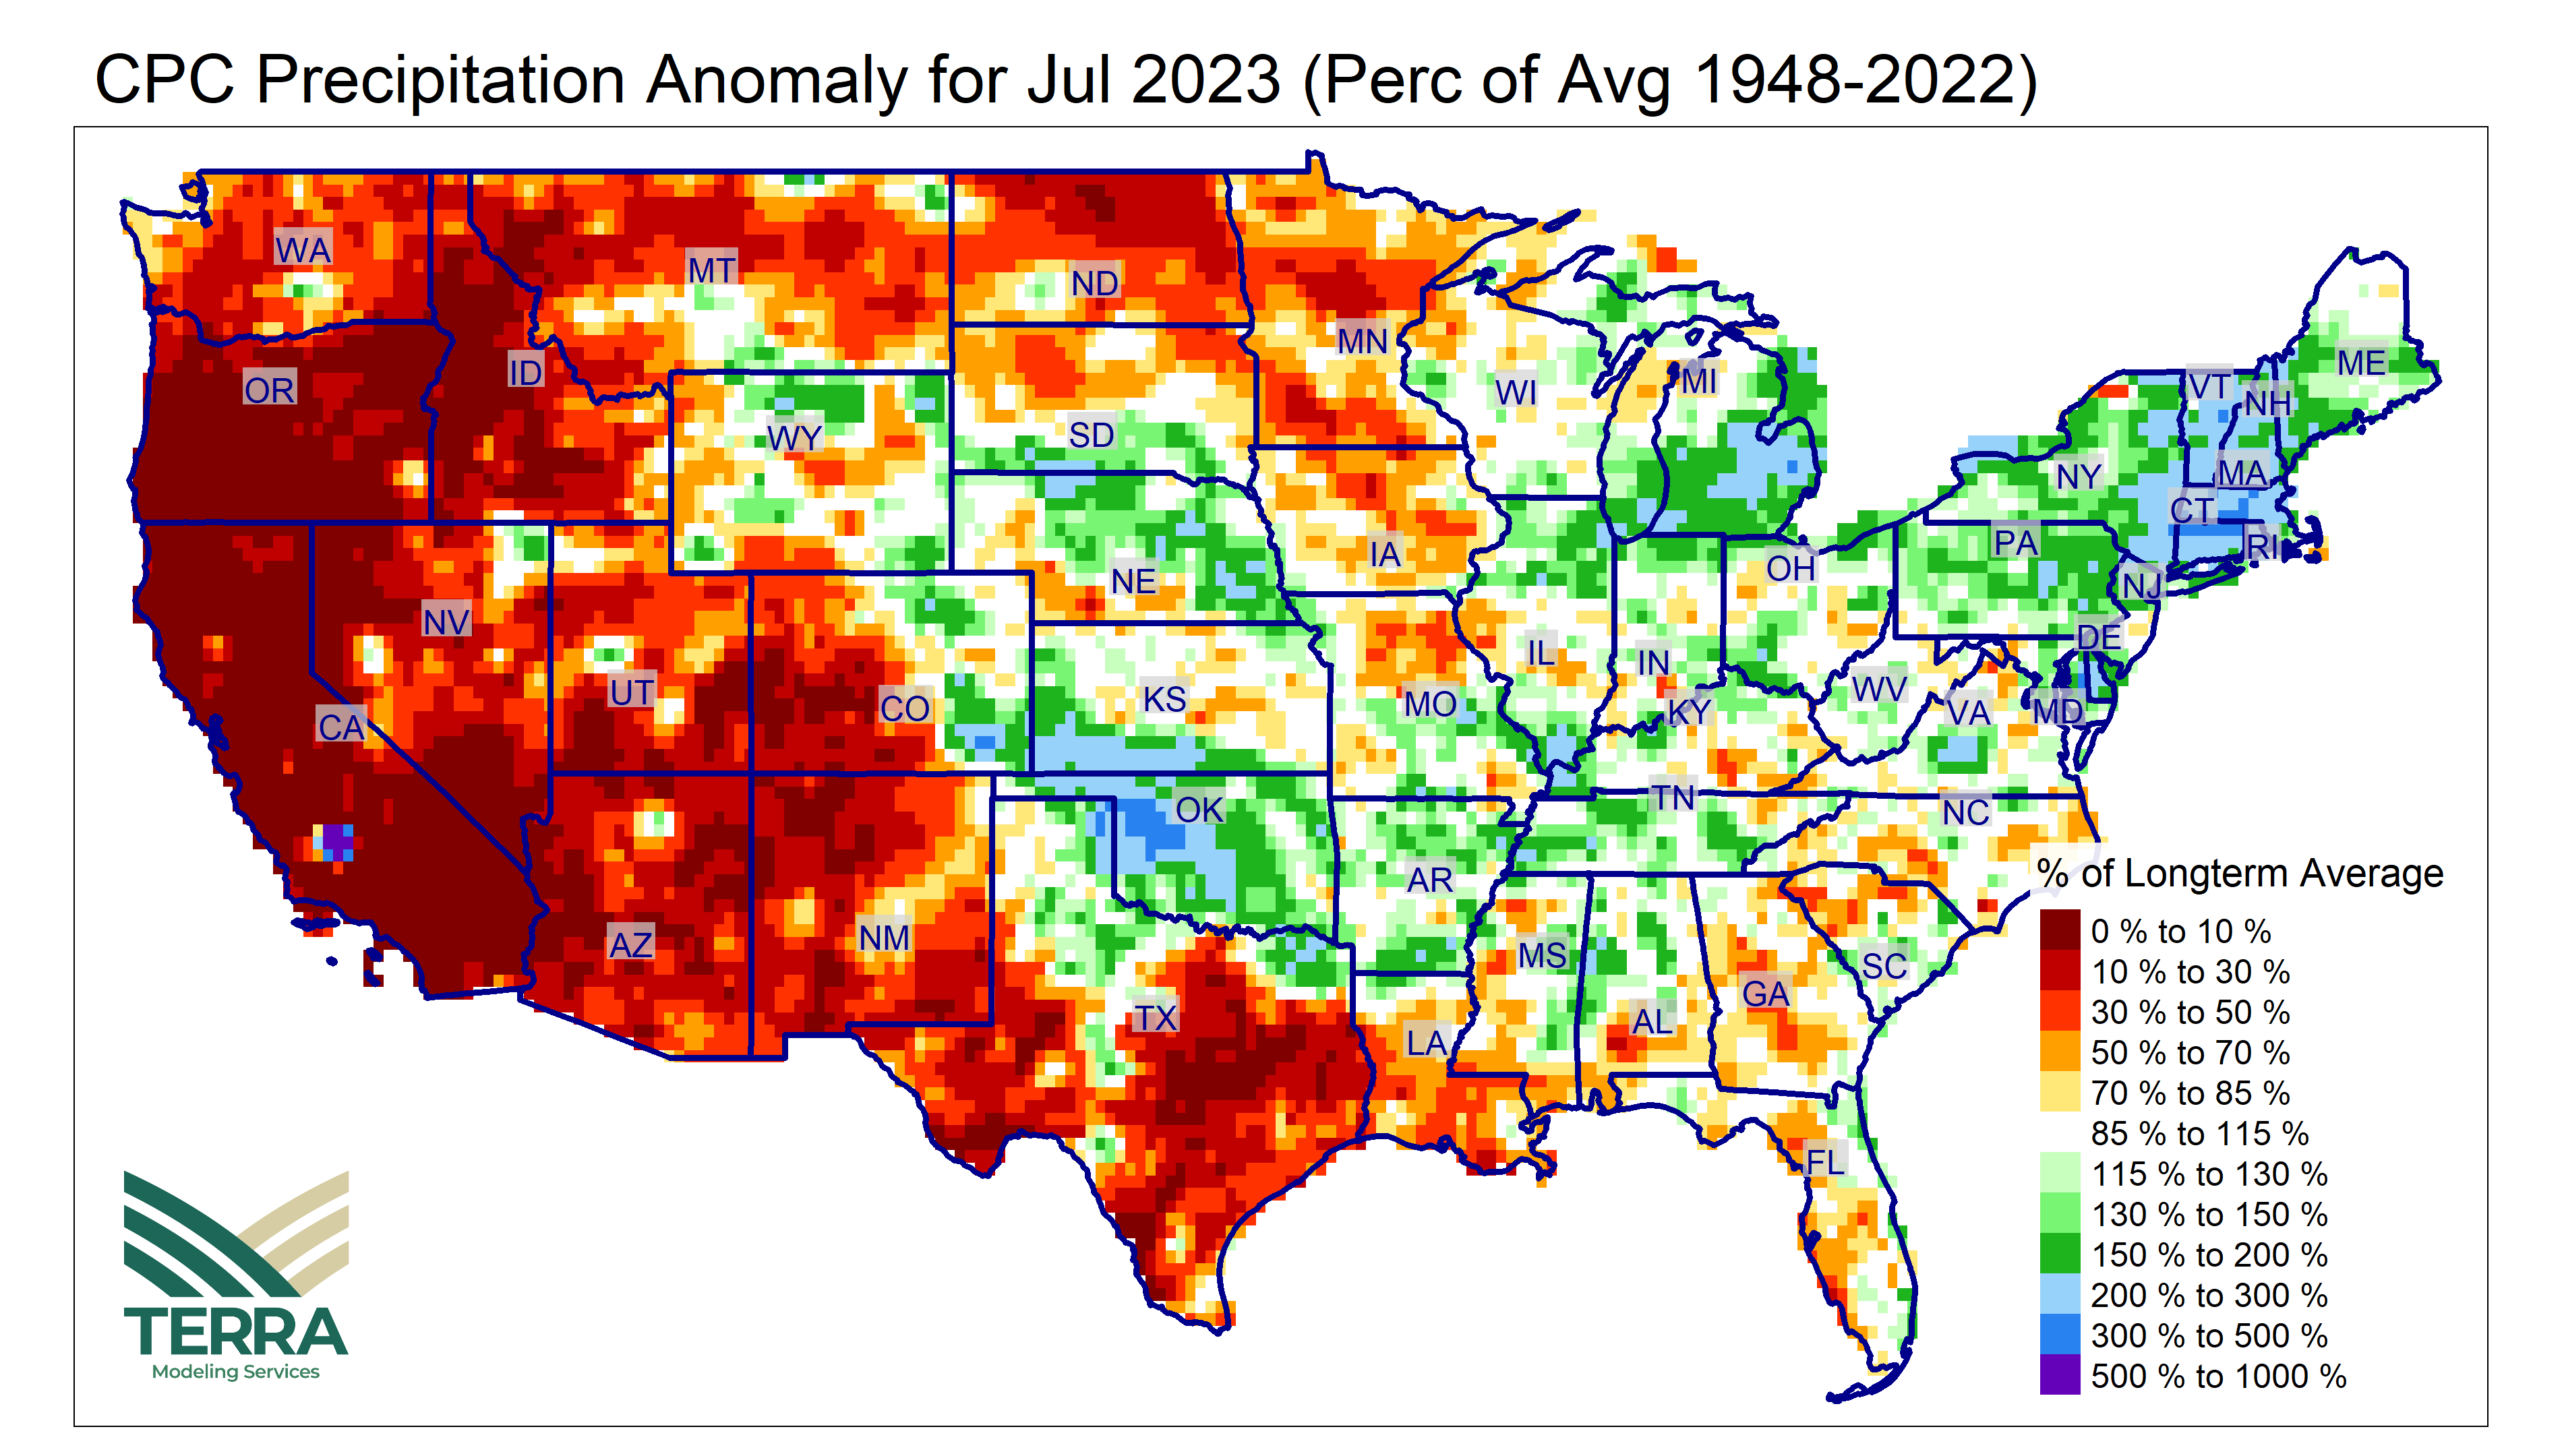 CPC Precipitation Anomaly for Jul 2023 (Perc of Avg 1948-2022)
WA
MT
ND
MN
OR
ID
WY
SD
WI
MI
VT
NH
ME
NY
MA
CT
RI
PA
NJ
OH
IA
NE
NV
UT
CO
CA
KS
MO
IL
IN
KY
WV
VA
MD
DE
OK
TN
NC
AR
AZ
NM
TX
MS
AL
GA
SC
LA
FL
% of Longterm Average
0 % to 10 %
10 % to 30 %
30 % to 50 %
50 % to 70 %
70 % to 85 %
85 % to 115 %
115 % to 130 %
130 % to 150 %
150 % to 200 %
200 % to 300 %
300 % to 500 %
500 % to 1000 %
TERRA
Modeling Services